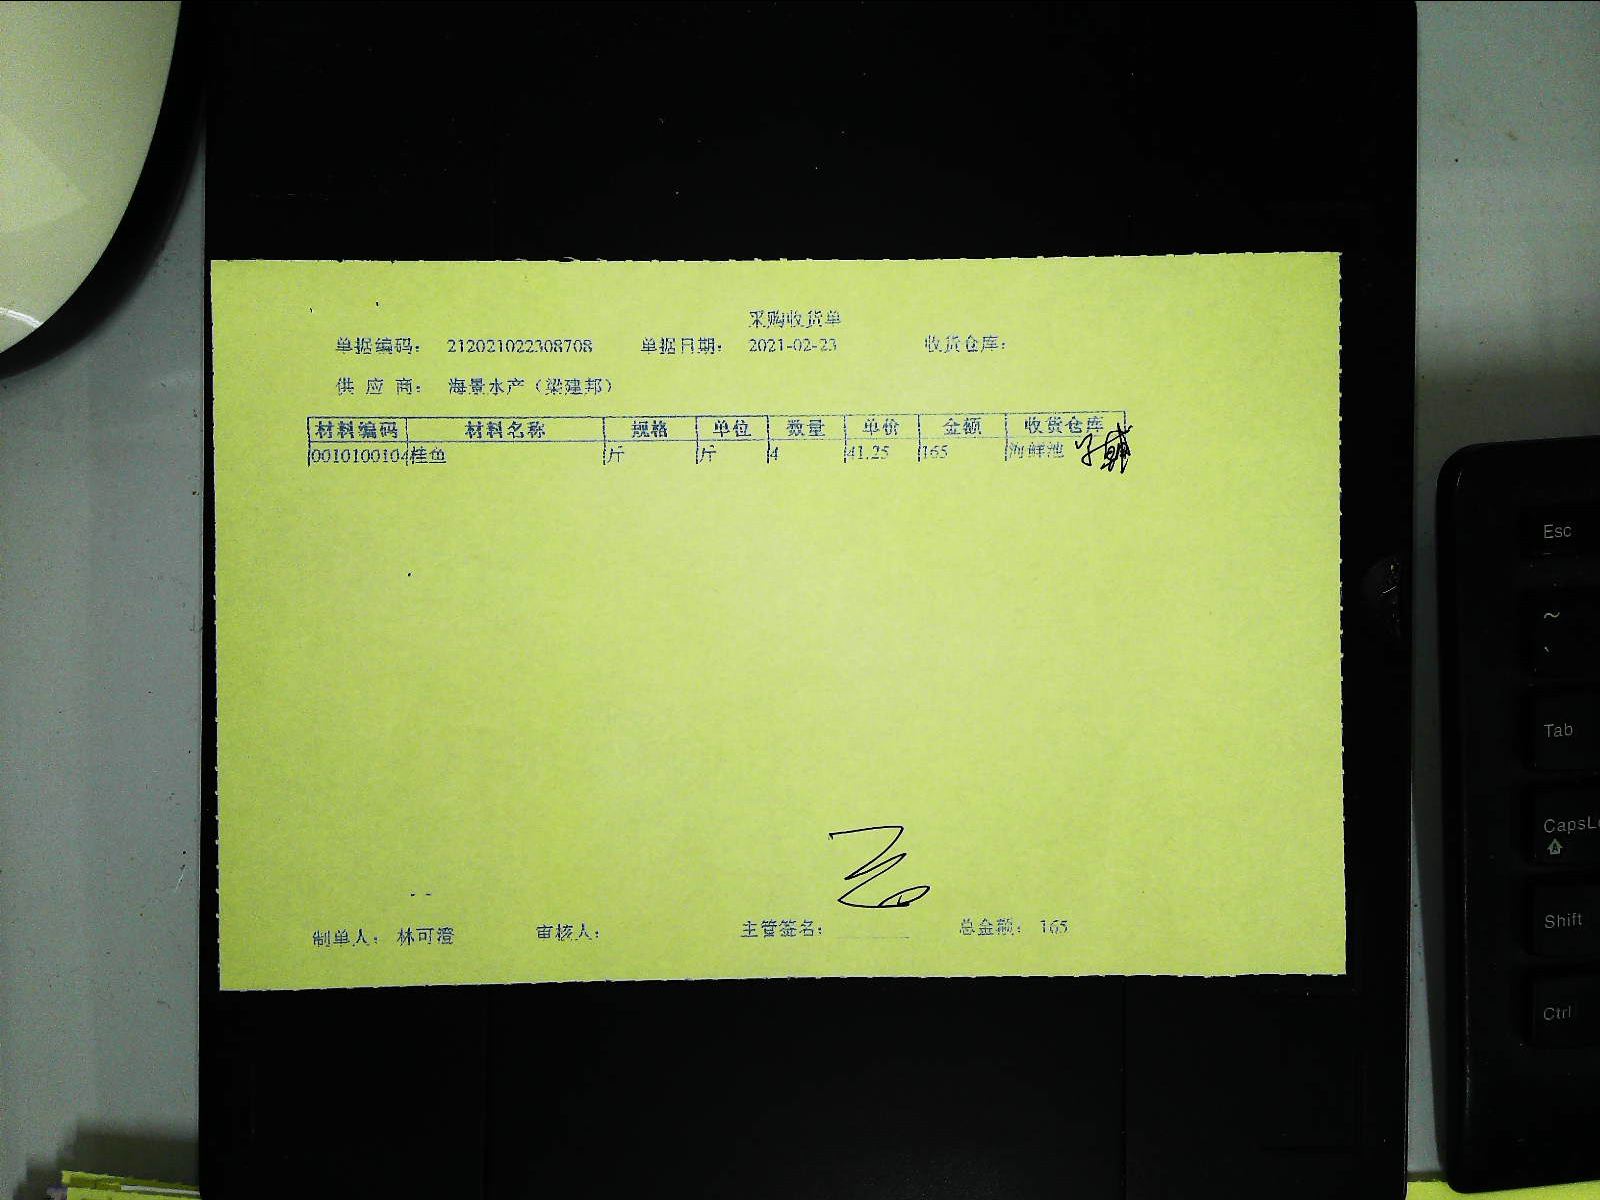 采购收货单
单据编码： 212021022308708 单据日期： 2021-02-23 收货仓库：
供 应 商： 海景水产（梁建邦）
材料编码 材料名称 规格 单位 数量 单价 金额 收货仓库
0010100104 桂鱼 斤 斤 4 41.25 165 海鲜池
制单人： 林可澄 审核人： 主管签名： 总金额： 165
Esc
~
`
Tab
CapsLo
Shift
Ctrl